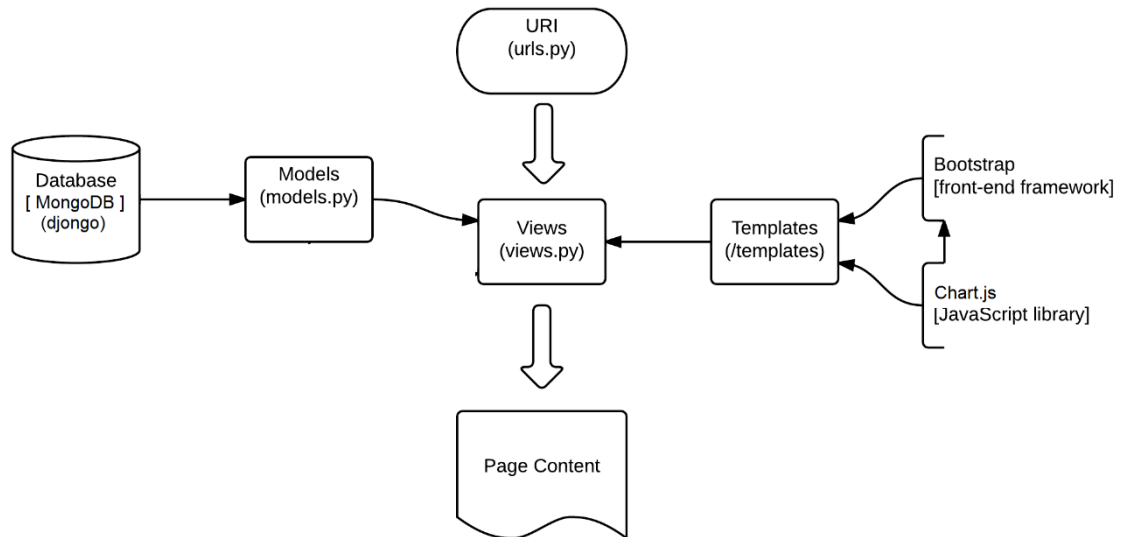 URI
(urls.py)
Database
[ MongoDB ]
(djongo)
Models
(models.py)
Views
(views.py)
Templates
(/templates)
Bootstrap
[front-end framework]
Chart.js
[JavaScript library]
Page Content